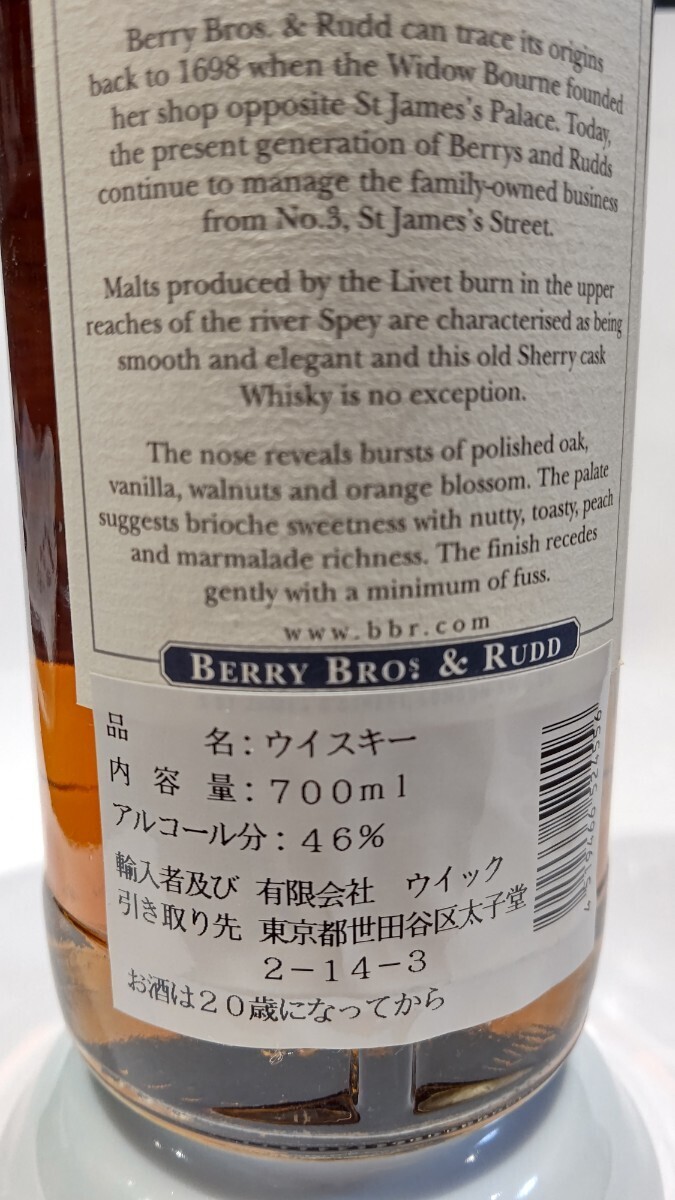 Berry Bros. & Rudd can trace its origins
back to 1698 when the Widow Bourne founded
her shop opposite St James's Palace. Today,
the present generation of Berrys and Rudds
continue to manage the family-owned business
from No.3, St James's Street.
Malts produced by the Livet burn in the upper
reaches of the river Spey are characterised as being
smooth and elegant and this old Sherry cask
Whisky is no exception.
The nose reveals bursts of polished oak,
vanilla, walnuts and orange blossom. The palate
suggests brioche sweetness with nutty, toasty, peach
and marmalade richness. The finish recedes
gently with a minimum of fuss.
www.bbr.com
BERRY BROS. & RUDD
品　　名：ウイスキー
内 容 量：７００ｍｌ
アルコール分：４６％
輸入者及び 有限会社　ウイック
引き取り先 東京都世田谷区太子堂
２－１４－３
お酒は２０歳になってから